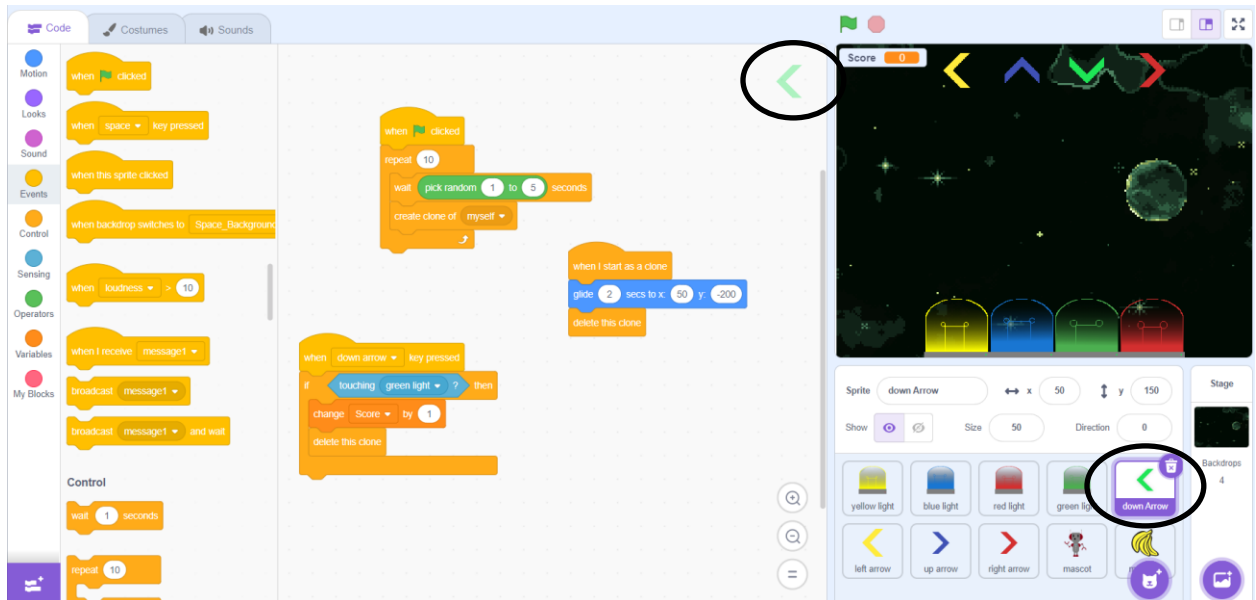 Code
Costumes
Sounds
Motion
Looks
Sound
Events
Control
Sensing
Operators
Variables
My Blocks
when clicked
when space key pressed
when this sprite clicked
when backdrop switches to Space_Background
when loudness > 10
when I receive message1
broadcast message1
broadcast message1 and wait
Control
wait 1 seconds
repeat 10
when clicked
repeat 10
wait pick random 1 to 5 seconds
create clone of myself
when I start as a clone
glide 2 secs to x: 50 y: -200
delete this clone
when down arrow key pressed
if touching green light ? then
change Score by 1
delete this clone
Score 0
Sprite down Arrow x 50 y 150
Show Size 50 Direction 0
yellow light
blue light
red light
green
down Arrow
left arrow
up arrow
right arrow
mascot
Stage
Backdrops
4